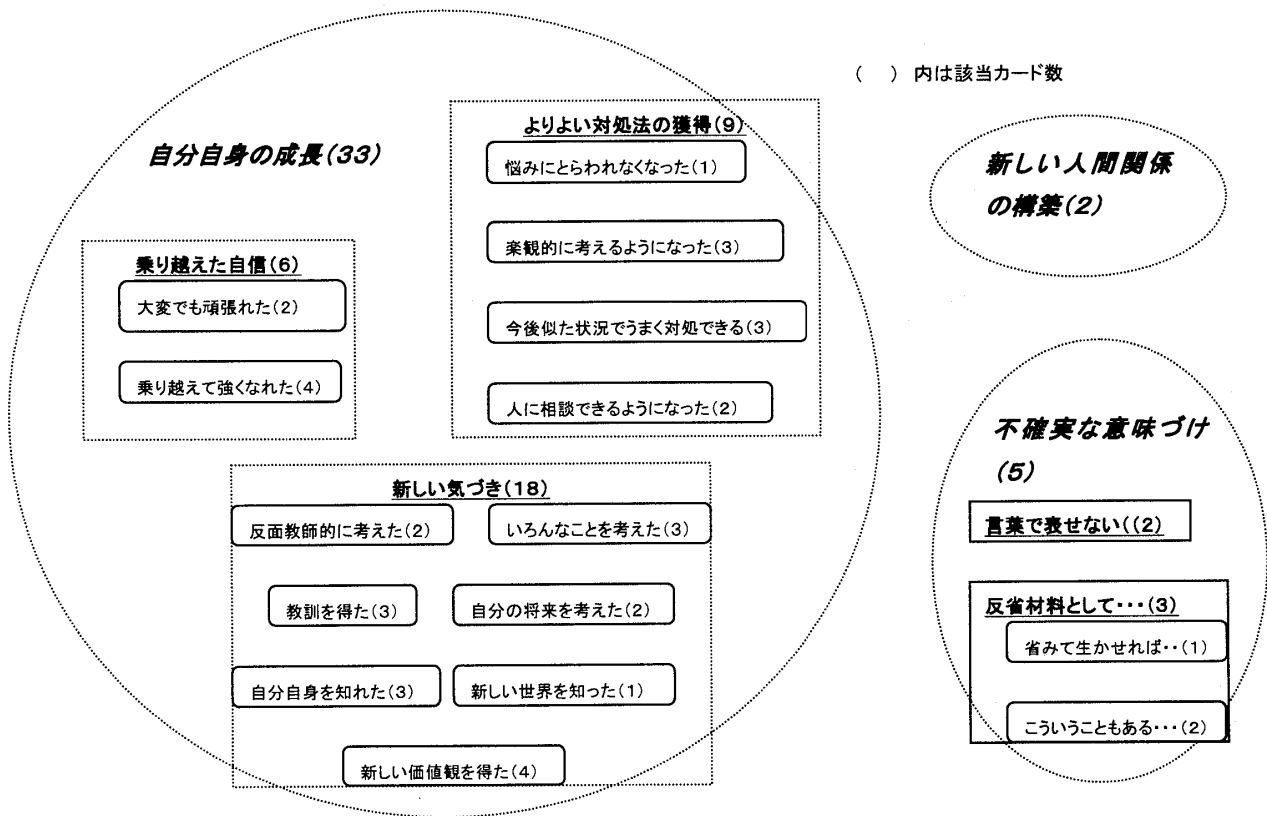 （　）内は該当カード数
自分自身の成長(33)
よりよい対処法の獲得(9)
悩みにとらわれなくなった(1)
楽観的に考えるようになった(3)
今後似た状況でうまく対処できる(3)
人に相談できるようになった(2)
乗り越えた自信(6)
大変でも頑張れた(2)
乗り越えて強くなれた(4)
新しい気づき(18)
反面教師的に考えた(2)
いろんなことを考えた(3)
教訓を得た(3)
自分の将来を考えた(2)
自分自身を知れた(3)
新しい世界を知った(1)
新しい価値観を得た(4)
新しい人間関係
の構築(2)
不確実な意味づけ
(5)
言葉で表せない((2)
反省材料として・・・(3)
省みて生かせれば・・(1)
こういうこともある・・・(2)